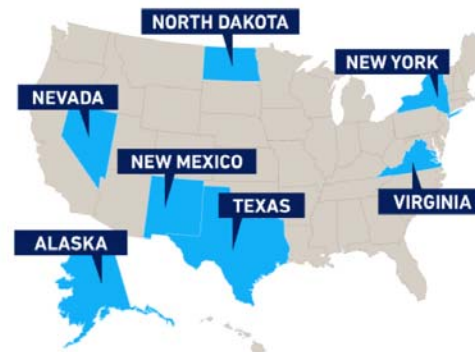 NORTH DAKOTA
NEW YORK
NEVADA
NEW MEXICO
TEXAS
VIRGINIA
ALASKA